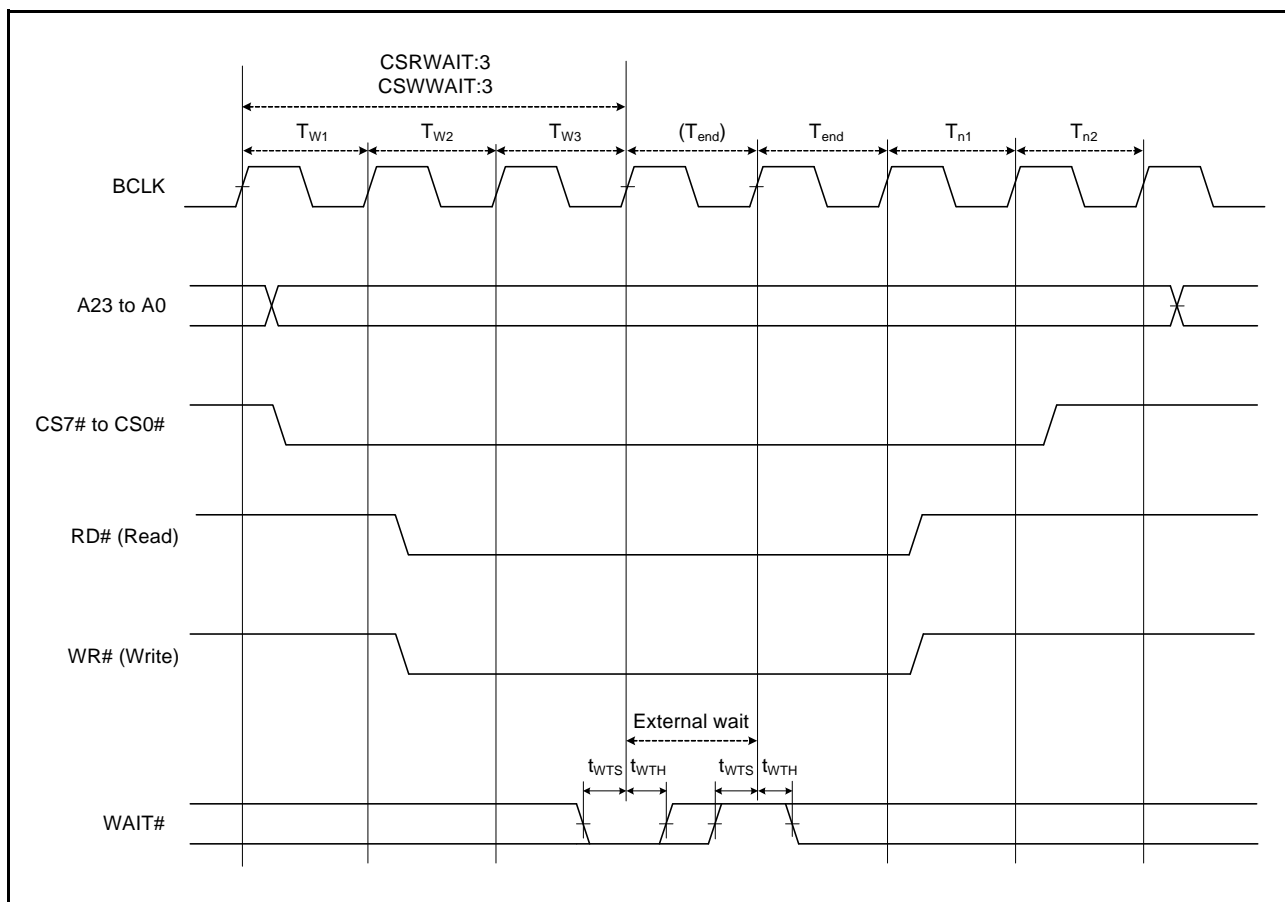 CSRWAIT:3
CSWWAIT:3
TW1 TW2 TW3 (Tend) Tend Tn1 Tn2
BCLK
A23 to A0
CS7# to CS0#
RD# (Read)
WR# (Write)
External wait
tWTS tWTH tWTS tWTH
WAIT#